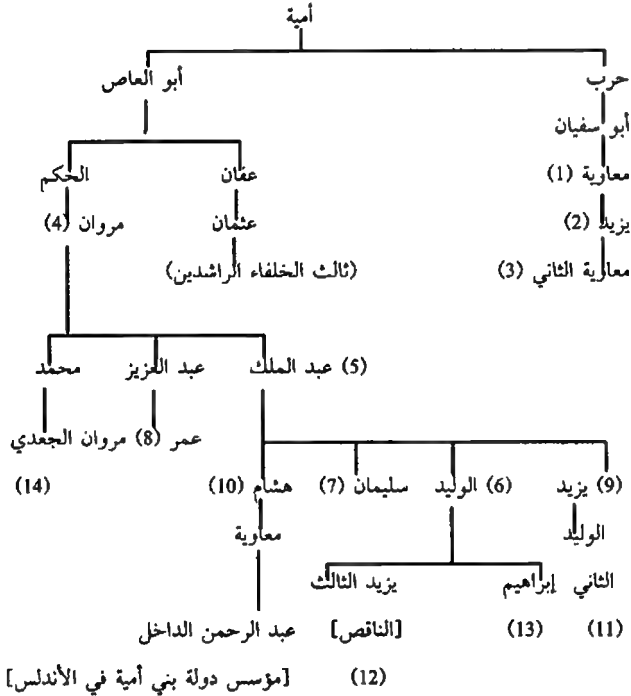 أمية
حرب أبو العاص
أبو سفيان
معاوية (1) عفان الحكم
يزيد (2) عثمان مروان (4)
معاوية الثاني (3) (ثالث الخلفاء الراشدين)
(5) عبد الملك عبد العزيز محمد
عمر (8) مروان الجعدي
(9) يزيد (6) الوليد سليمان (7) هشام (10) (14)
الوليد معاوية
الثاني إبراهيم يزيد الثالث
(11) (13) [الناقص] عبد الرحمن الداخل
(12) [مؤسس دولة بني أمية في الأندلس]